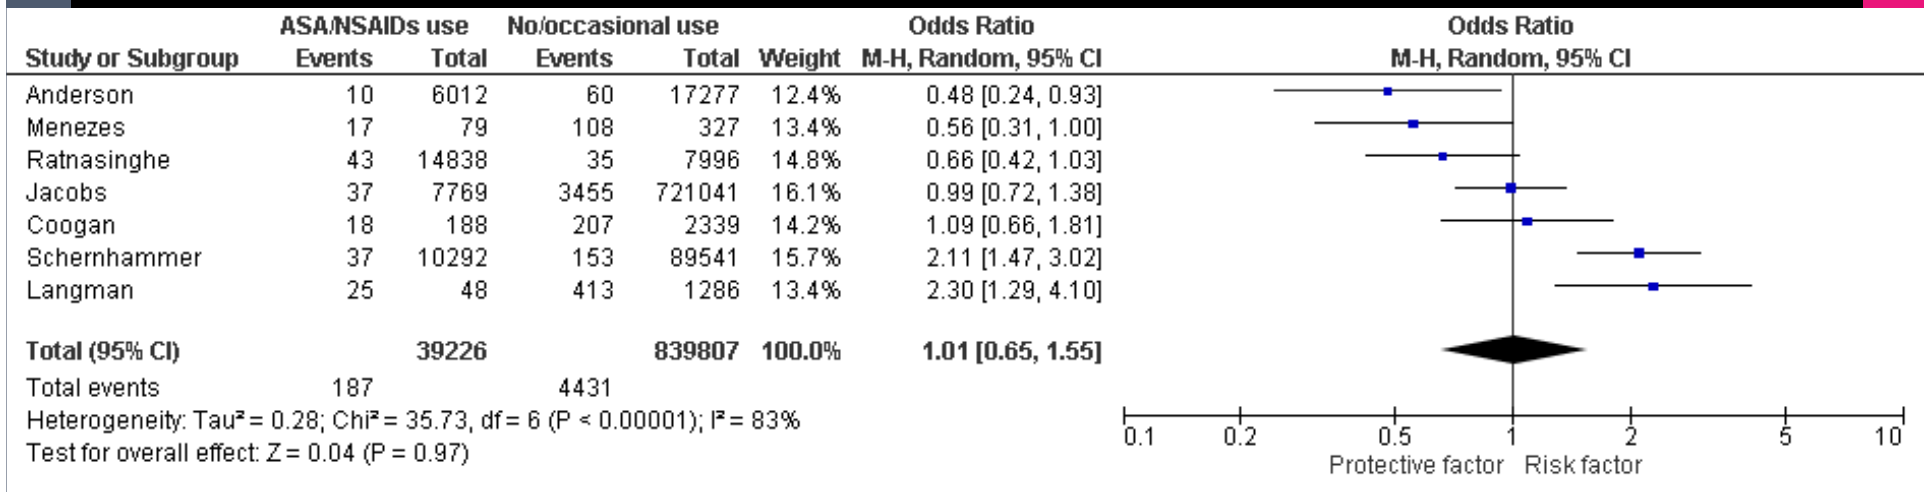 ASA/NSAIDs use No/occasional use Odds Ratio Odds Ratio
Study or Subgroup Events Total Events Total Weight M-H, Random, 95% CI M-H, Random, 95% CI
Anderson 10 6012 60 17277 12.4% 0.48 [0.24, 0.93]
Menezes 17 79 108 327 13.4% 0.56 [0.31, 1.00]
Ratnasinghe 43 14838 35 7996 14.8% 0.66 [0.42, 1.03]
Jacobs 37 7769 3455 721041 16.1% 0.99 [0.72, 1.38]
Coogan 18 188 207 2339 14.2% 1.09 [0.66, 1.81]
Schernhammer 37 10292 153 89541 15.7% 2.11 [1.47, 3.02]
Langman 25 48 413 1286 13.4% 2.30 [1.29, 4.10]
Total (95% CI) 39226 839807 100.0% 1.01 [0.65, 1.55]
Total events 187 4431
Heterogeneity: Tau² = 0.28; Chi² = 35.73, df = 6 (P < 0.00001); I² = 83%
Test for overall effect: Z = 0.04 (P = 0.97)
0.1 0.2 0.5 1 2 5 10
Protective factor Risk factor